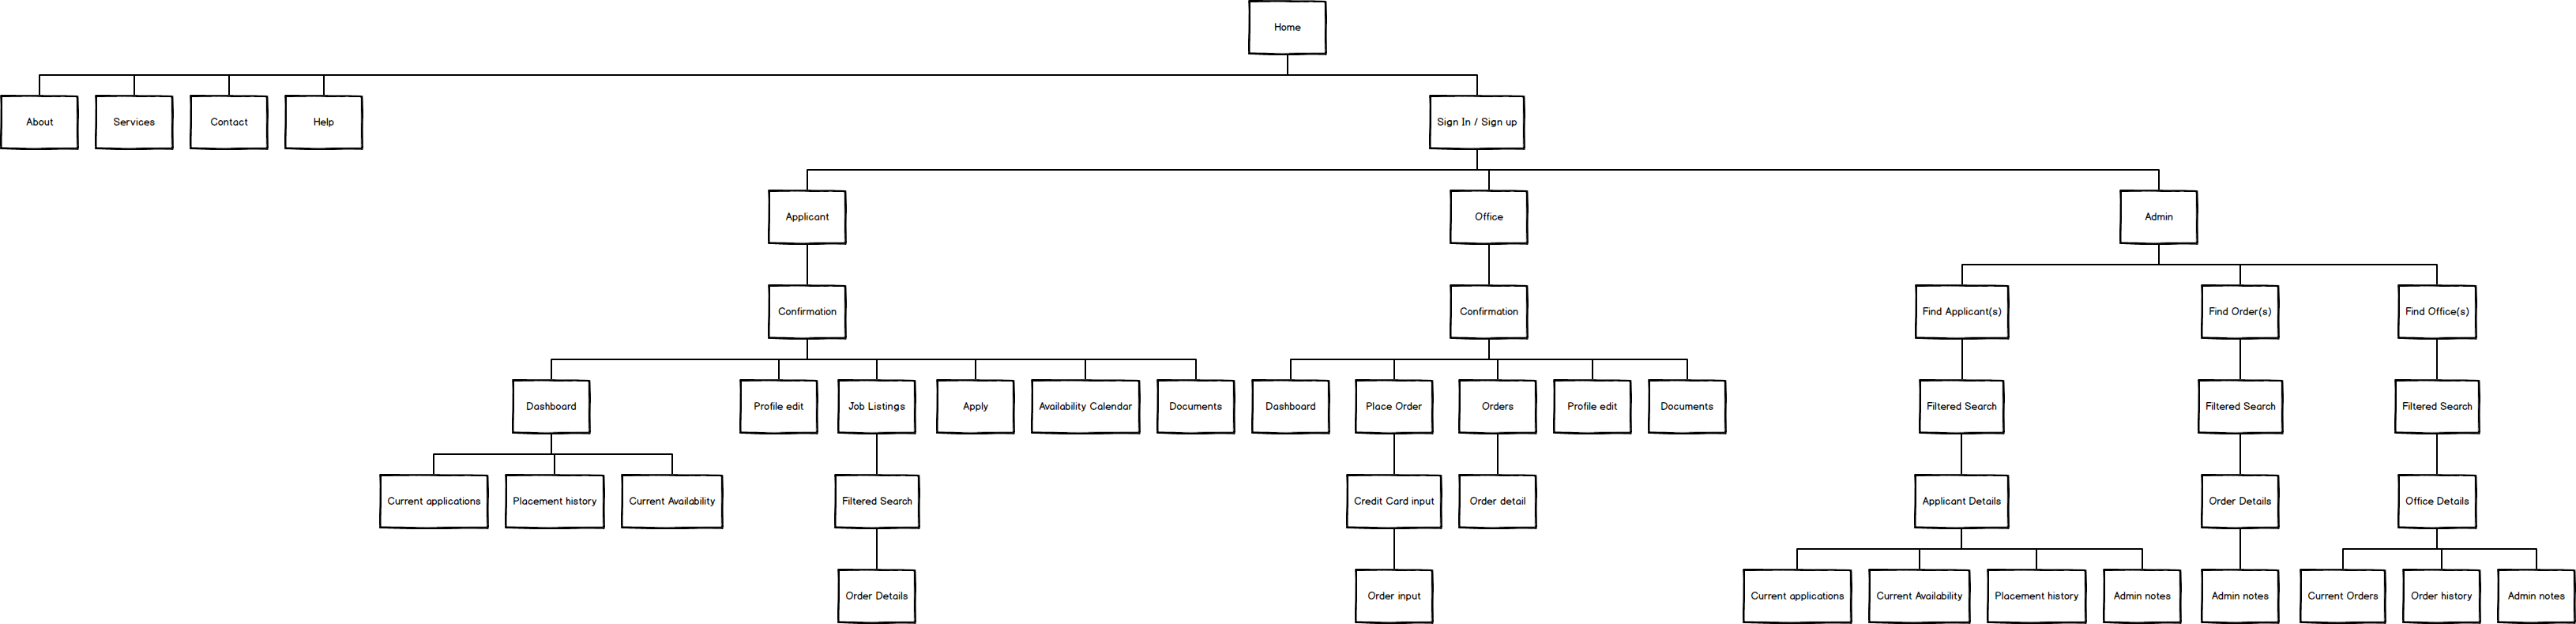 Home
About
Services
Contact
Help
Sign In / Sign up
Applicant
Office
Admin
Confirmation
Confirmation
Find Applicant(s)
Find Order(s)
Find Office(s)
Dashboard
Profile edit
Job Listings
Apply
Availability Calendar
Documents
Dashboard
Place Order
Orders
Profile edit
Documents
Filtered Search
Filtered Search
Filtered Search
Current applications
Placement history
Current Availability
Filtered Search
Credit Card input
Order detail
Applicant Details
Order Details
Office Details
Order Details
Order input
Current applications
Current Availability
Placement history
Admin notes
Admin notes
Current Orders
Order history
Admin notes